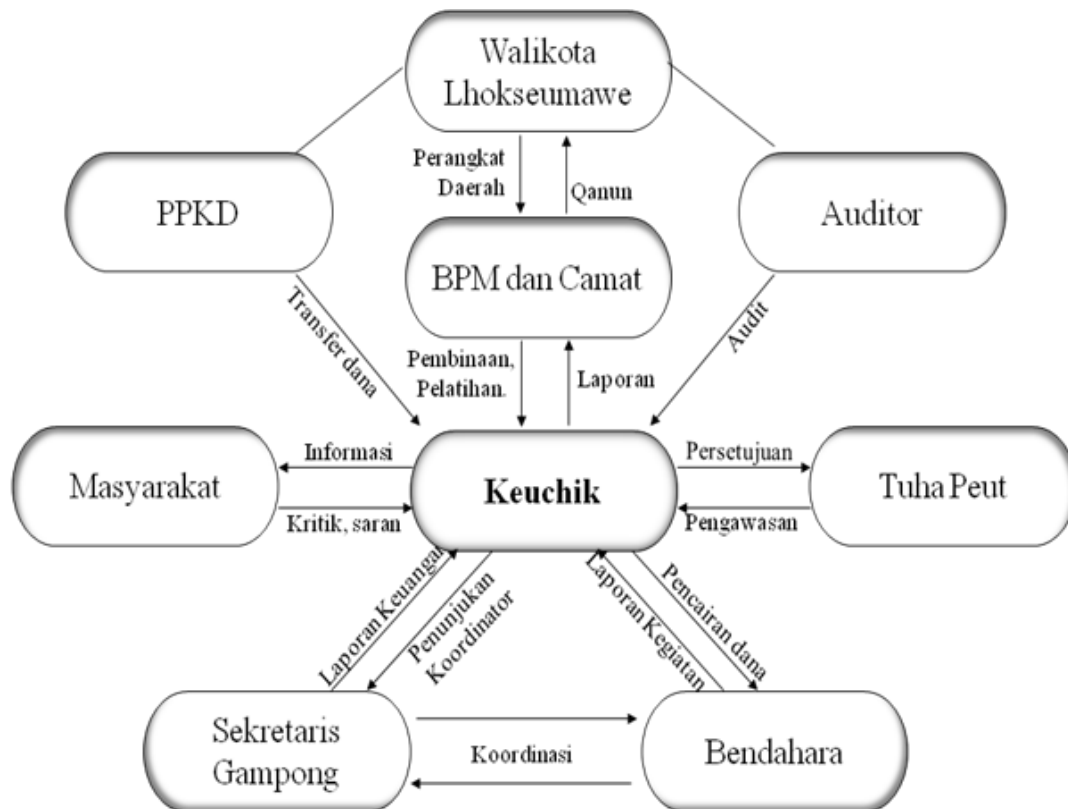 Walikota
Lhokseumawe
Perangkat
Daerah
Qanun
PPKD
Auditor
BPM dan Camat
Transfer dana
Audit
Pembinaan,
Pelatihan.
Laporan
Informasi
Persetujuan
Masyarakat
Keuchik
Tuha Peut
Kritik, saran
Pengawasan
Laporan Keuangan
Penunjukan
Koordinator
Laporan Kegiatan
Pencairan dana
Sekretaris
Gampong
Koordinasi
Bendahara